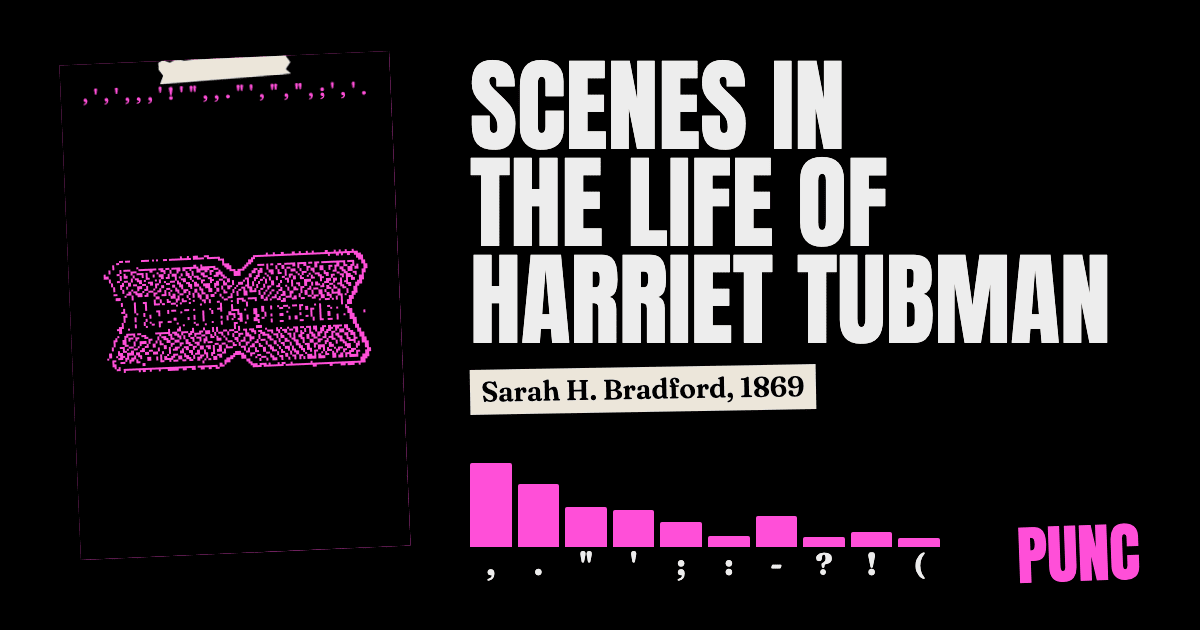 ,',',,,'!'",,."',",",;','.
SCENES IN
THE LIFE OF
HARRIET TUBMAN
Sarah H. Bradford, 1869
, . " ' ; : - ? ! (
PUNC